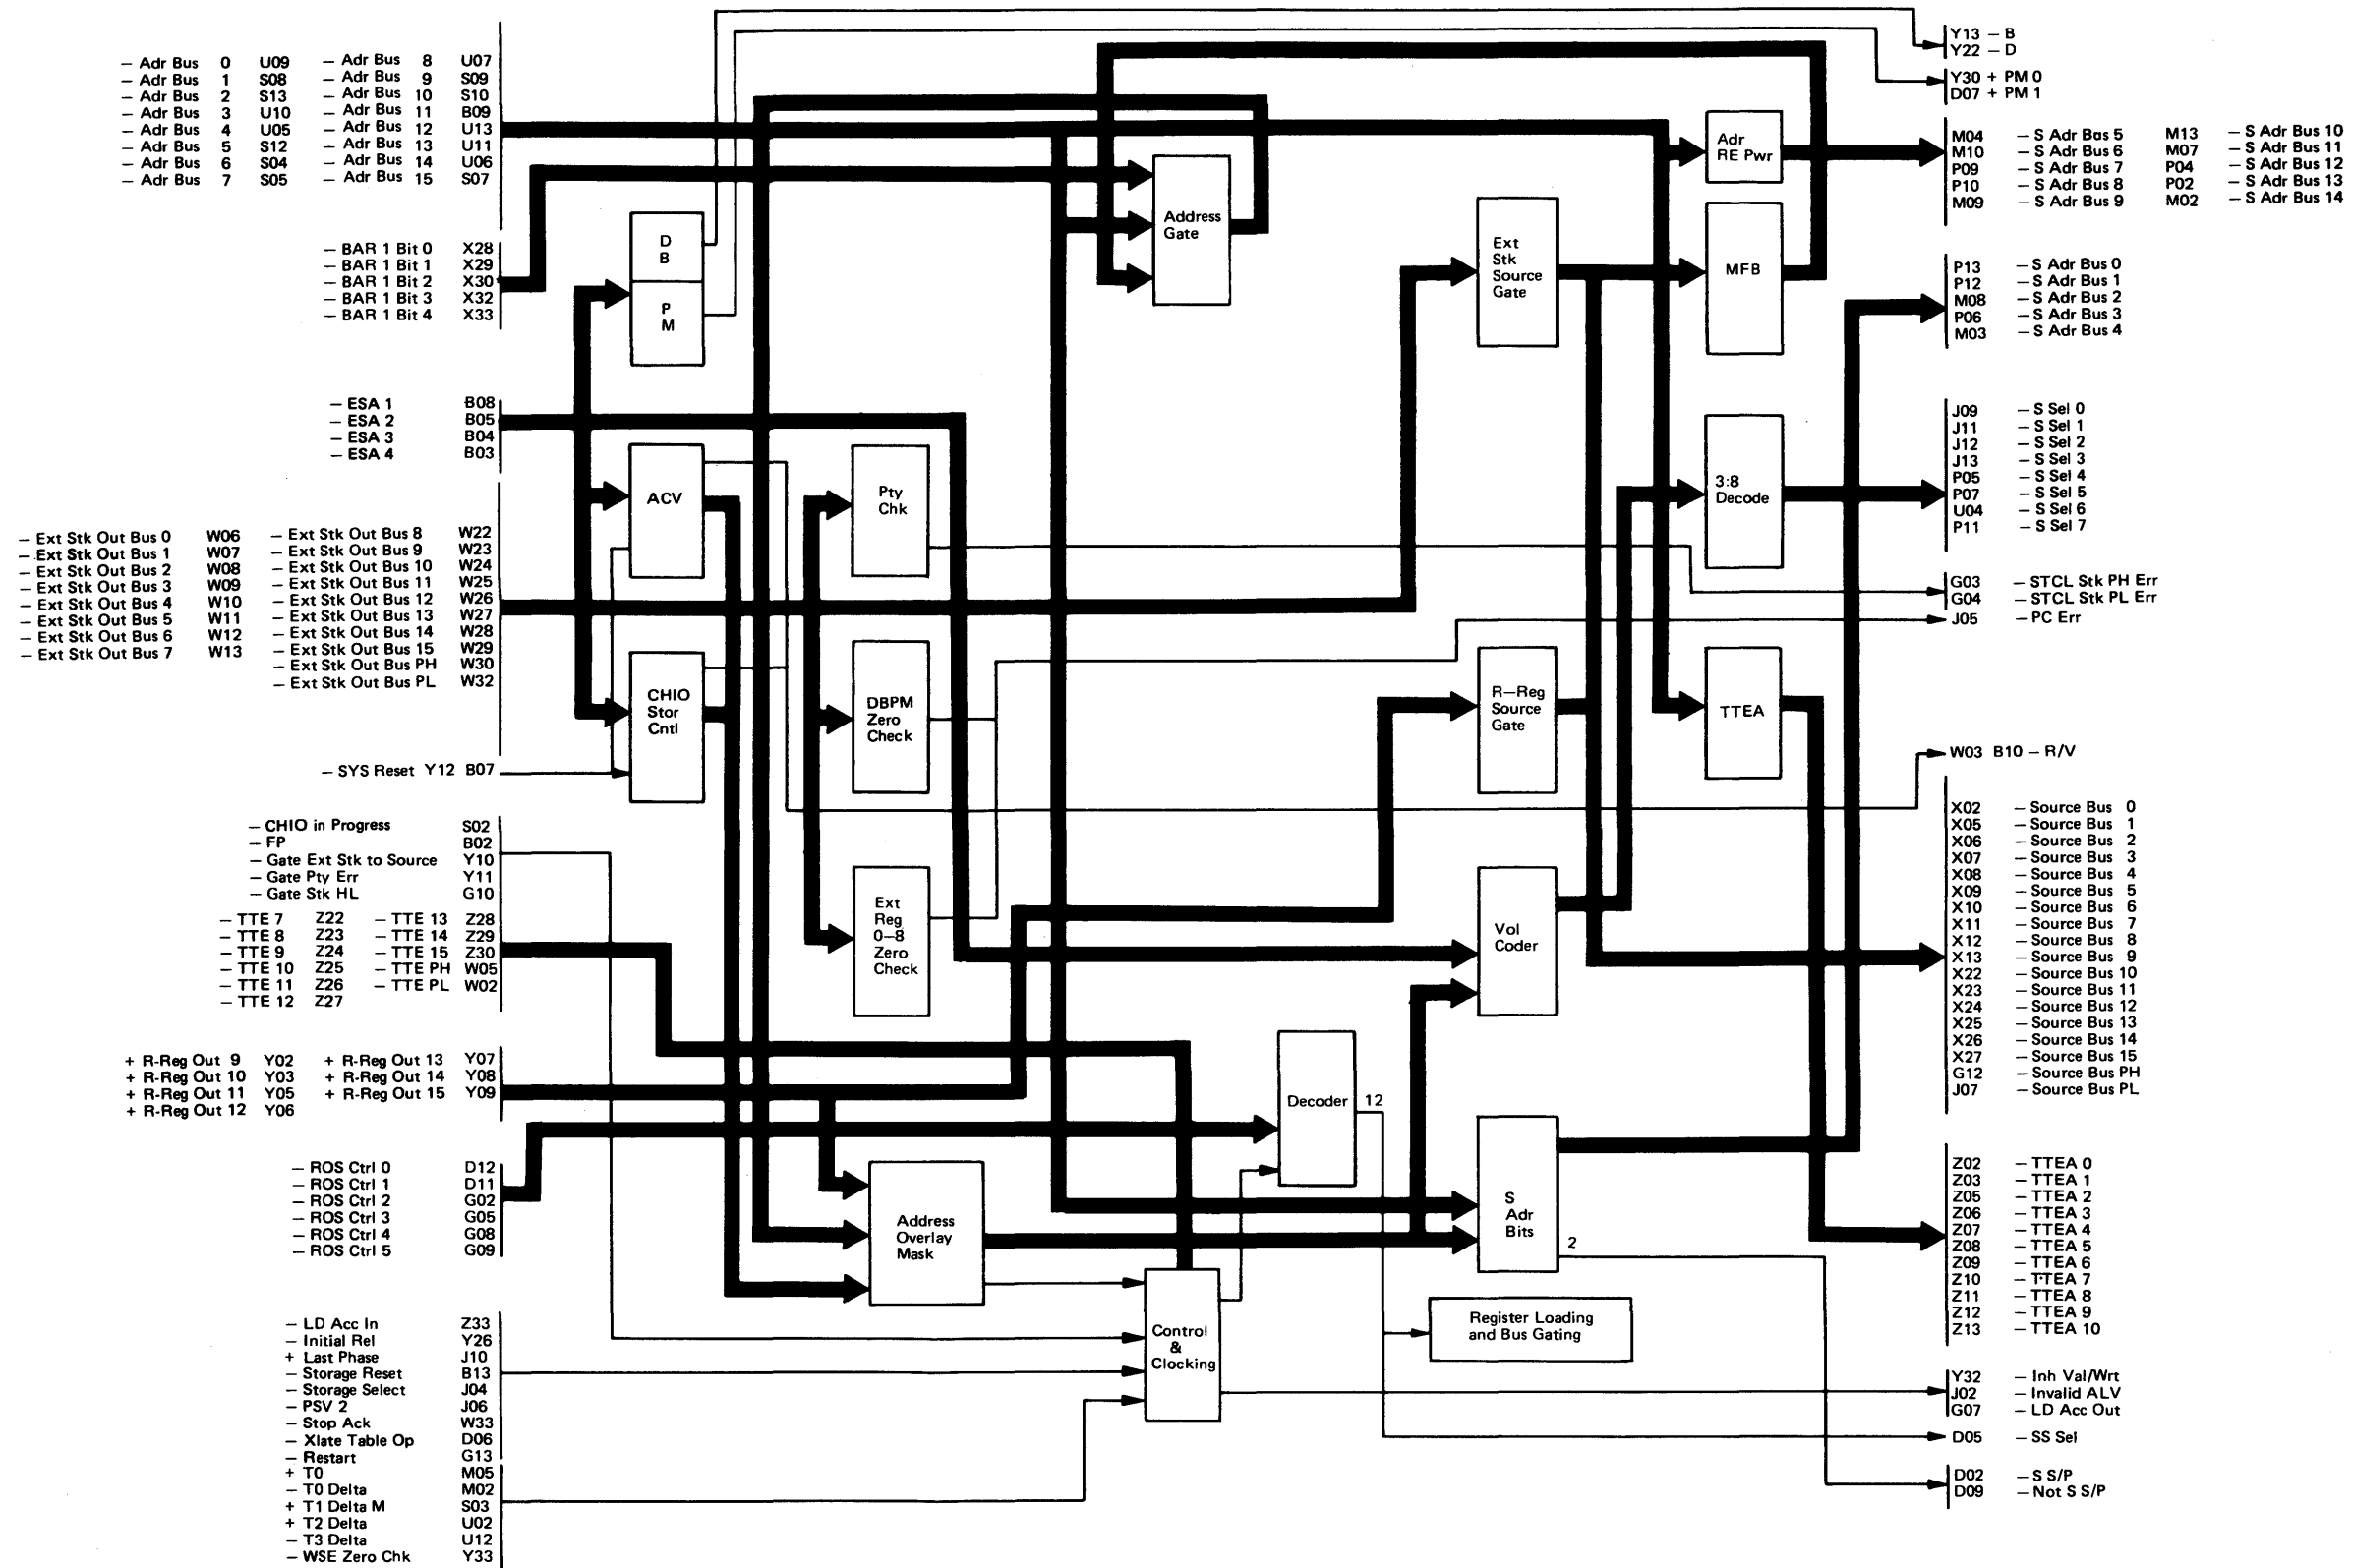 — Adr Bus 0 U09 — Adr Bus 8 U07
— Adr Bus 1 S08 — Adr Bus 9 S09
— Adr Bus 2 S13 — Adr Bus 10 S10
— Adr Bus 3 U10 — Adr Bus 11 B09
— Adr Bus 4 U05 — Adr Bus 12 U13
— Adr Bus 5 S12 — Adr Bus 13 U11
— Adr Bus 6 S04 — Adr Bus 14 U06
— Adr Bus 7 S05 — Adr Bus 15 S07
— BAR 1 Bit 0 X28
— BAR 1 Bit 1 X29
— BAR 1 Bit 2 X30
— BAR 1 Bit 3 X32
— BAR 1 Bit 4 X33
— ESA 1 B08
— ESA 2 B05
— ESA 3 B04
— ESA 4 B03
— Ext Stk Out Bus 0 W06 — Ext Stk Out Bus 8 W22
— Ext Stk Out Bus 1 W07 — Ext Stk Out Bus 9 W23
— Ext Stk Out Bus 2 W08 — Ext Stk Out Bus 10 W24
— Ext Stk Out Bus 3 W09 — Ext Stk Out Bus 11 W25
— Ext Stk Out Bus 4 W10 — Ext Stk Out Bus 12 W26
— Ext Stk Out Bus 5 W11 — Ext Stk Out Bus 13 W27
— Ext Stk Out Bus 6 W12 — Ext Stk Out Bus 14 W28
— Ext Stk Out Bus 7 W13 — Ext Stk Out Bus 15 W29
— Ext Stk Out Bus PH W30
— Ext Stk Out Bus PL W32
— SYS Reset Y12 B07
— CHIO in Progress S02
— FP B02
— Gate Ext Stk to Source Y10
— Gate Pty Err Y11
— Gate Stk HL G10
— TTE 7 Z22 — TTE 13 Z28
— TTE 8 Z23 — TTE 14 Z29
— TTE 9 Z24 — TTE 15 Z30
— TTE 10 Z25 — TTE PH W05
— TTE 11 Z26 — TTE PL W02
— TTE 12 Z27
+ R-Reg Out 9 Y02 + R-Reg Out 13 Y07
+ R-Reg Out 10 Y03 + R-Reg Out 14 Y08
+ R-Reg Out 11 Y05 + R-Reg Out 15 Y09
+ R-Reg Out 12 Y06
— ROS Ctrl 0 D12
— ROS Ctrl 1 D11
— ROS Ctrl 2 G02
— ROS Ctrl 3 G05
— ROS Ctrl 4 G08
— ROS Ctrl 5 G09
— LD Acc In Z33
— Initial Rel Y26
+ Last Phase J10
— Storage Reset B13
— Storage Select J04
— PSV 2 J06
— Stop Ack W33
— Xlate Table Op D06
— Restart G13
+ T0 M05
— T0 Delta M02
+ T1 Delta M S03
+ T2 Delta U02
— T3 Delta U12
— WSE Zero Chk Y33
D
B
P
M
ACV
CHIO
Stor
Cntl
Pty
Chk
DBPM
Zero
Check
Ext
Reg
0—8
Zero
Check
Address
Overlay
Mask
Address
Gate
Control
&
Clocking
Decoder 12
Register Loading
and Bus Gating
Ext
Stk
Source
Gate
R—Reg
Source
Gate
Vol
Coder
S
Adr
Bits
2
Adr
RE Pwr
MFB
3:8
Decode
TTEA
Y13 — B
Y22 — D
Y30 + PM 0
D07 + PM 1
M04 — S Adr Bus 5 M13 — S Adr Bus 10
M10 — S Adr Bus 6 M07 — S Adr Bus 11
P09 — S Adr Bus 7 P04 — S Adr Bus 12
P10 — S Adr Bus 8 P02 — S Adr Bus 13
M09 — S Adr Bus 9 M02 — S Adr Bus 14
P13 — S Adr Bus 0
P12 — S Adr Bus 1
M08 — S Adr Bus 2
P06 — S Adr Bus 3
M03 — S Adr Bus 4
J09 — S Sel 0
J11 — S Sel 1
J12 — S Sel 2
J13 — S Sel 3
P05 — S Sel 4
P07 — S Sel 5
U04 — S Sel 6
P11 — S Sel 7
G03 — STCL Stk PH Err
G04 — STCL Stk PL Err
J05 — PC Err
W03 B10 — R/V
X02 — Source Bus 0
X05 — Source Bus 1
X06 — Source Bus 2
X07 — Source Bus 3
X08 — Source Bus 4
X09 — Source Bus 5
X10 — Source Bus 6
X11 — Source Bus 7
X12 — Source Bus 8
X13 — Source Bus 9
X22 — Source Bus 10
X23 — Source Bus 11
X24 — Source Bus 12
X25 — Source Bus 13
X26 — Source Bus 14
X27 — Source Bus 15
G12 — Source Bus PH
J07 — Source Bus PL
Z02 — TTEA 0
Z03 — TTEA 1
Z05 — TTEA 2
Z06 — TTEA 3
Z07 — TTEA 4
Z08 — TTEA 5
Z09 — TTEA 6
Z10 — TTEA 7
Z11 — TTEA 8
Z12 — TTEA 9
Z13 — TTEA 10
Y32 — Inh Val/Wrt
J02 — Invalid ALV
G07 — LD Acc Out
D05 — SS Sel
D02 — S S/P
D09 — Not S S/P